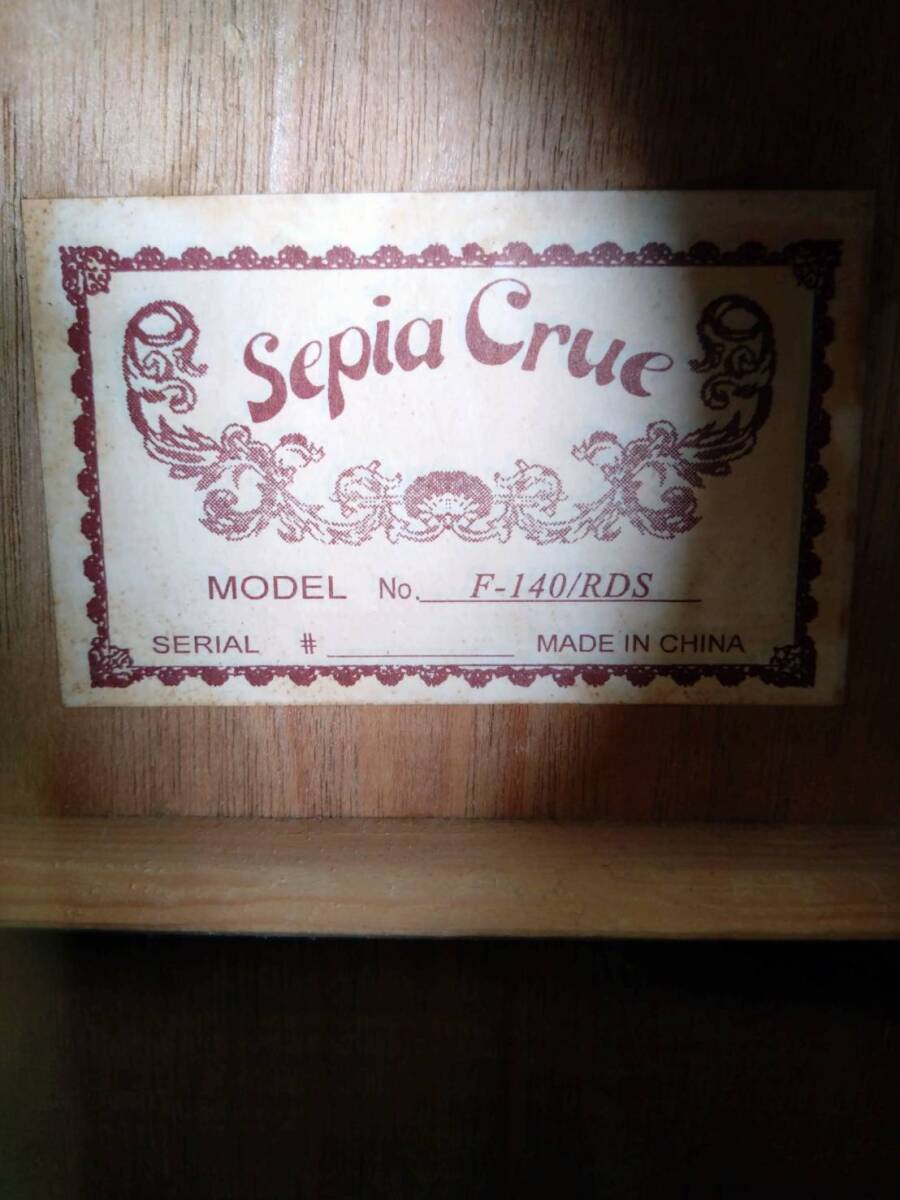 Sepia Crue
MODEL No. F-140/RDS
SERIAL # MADE IN CHINA